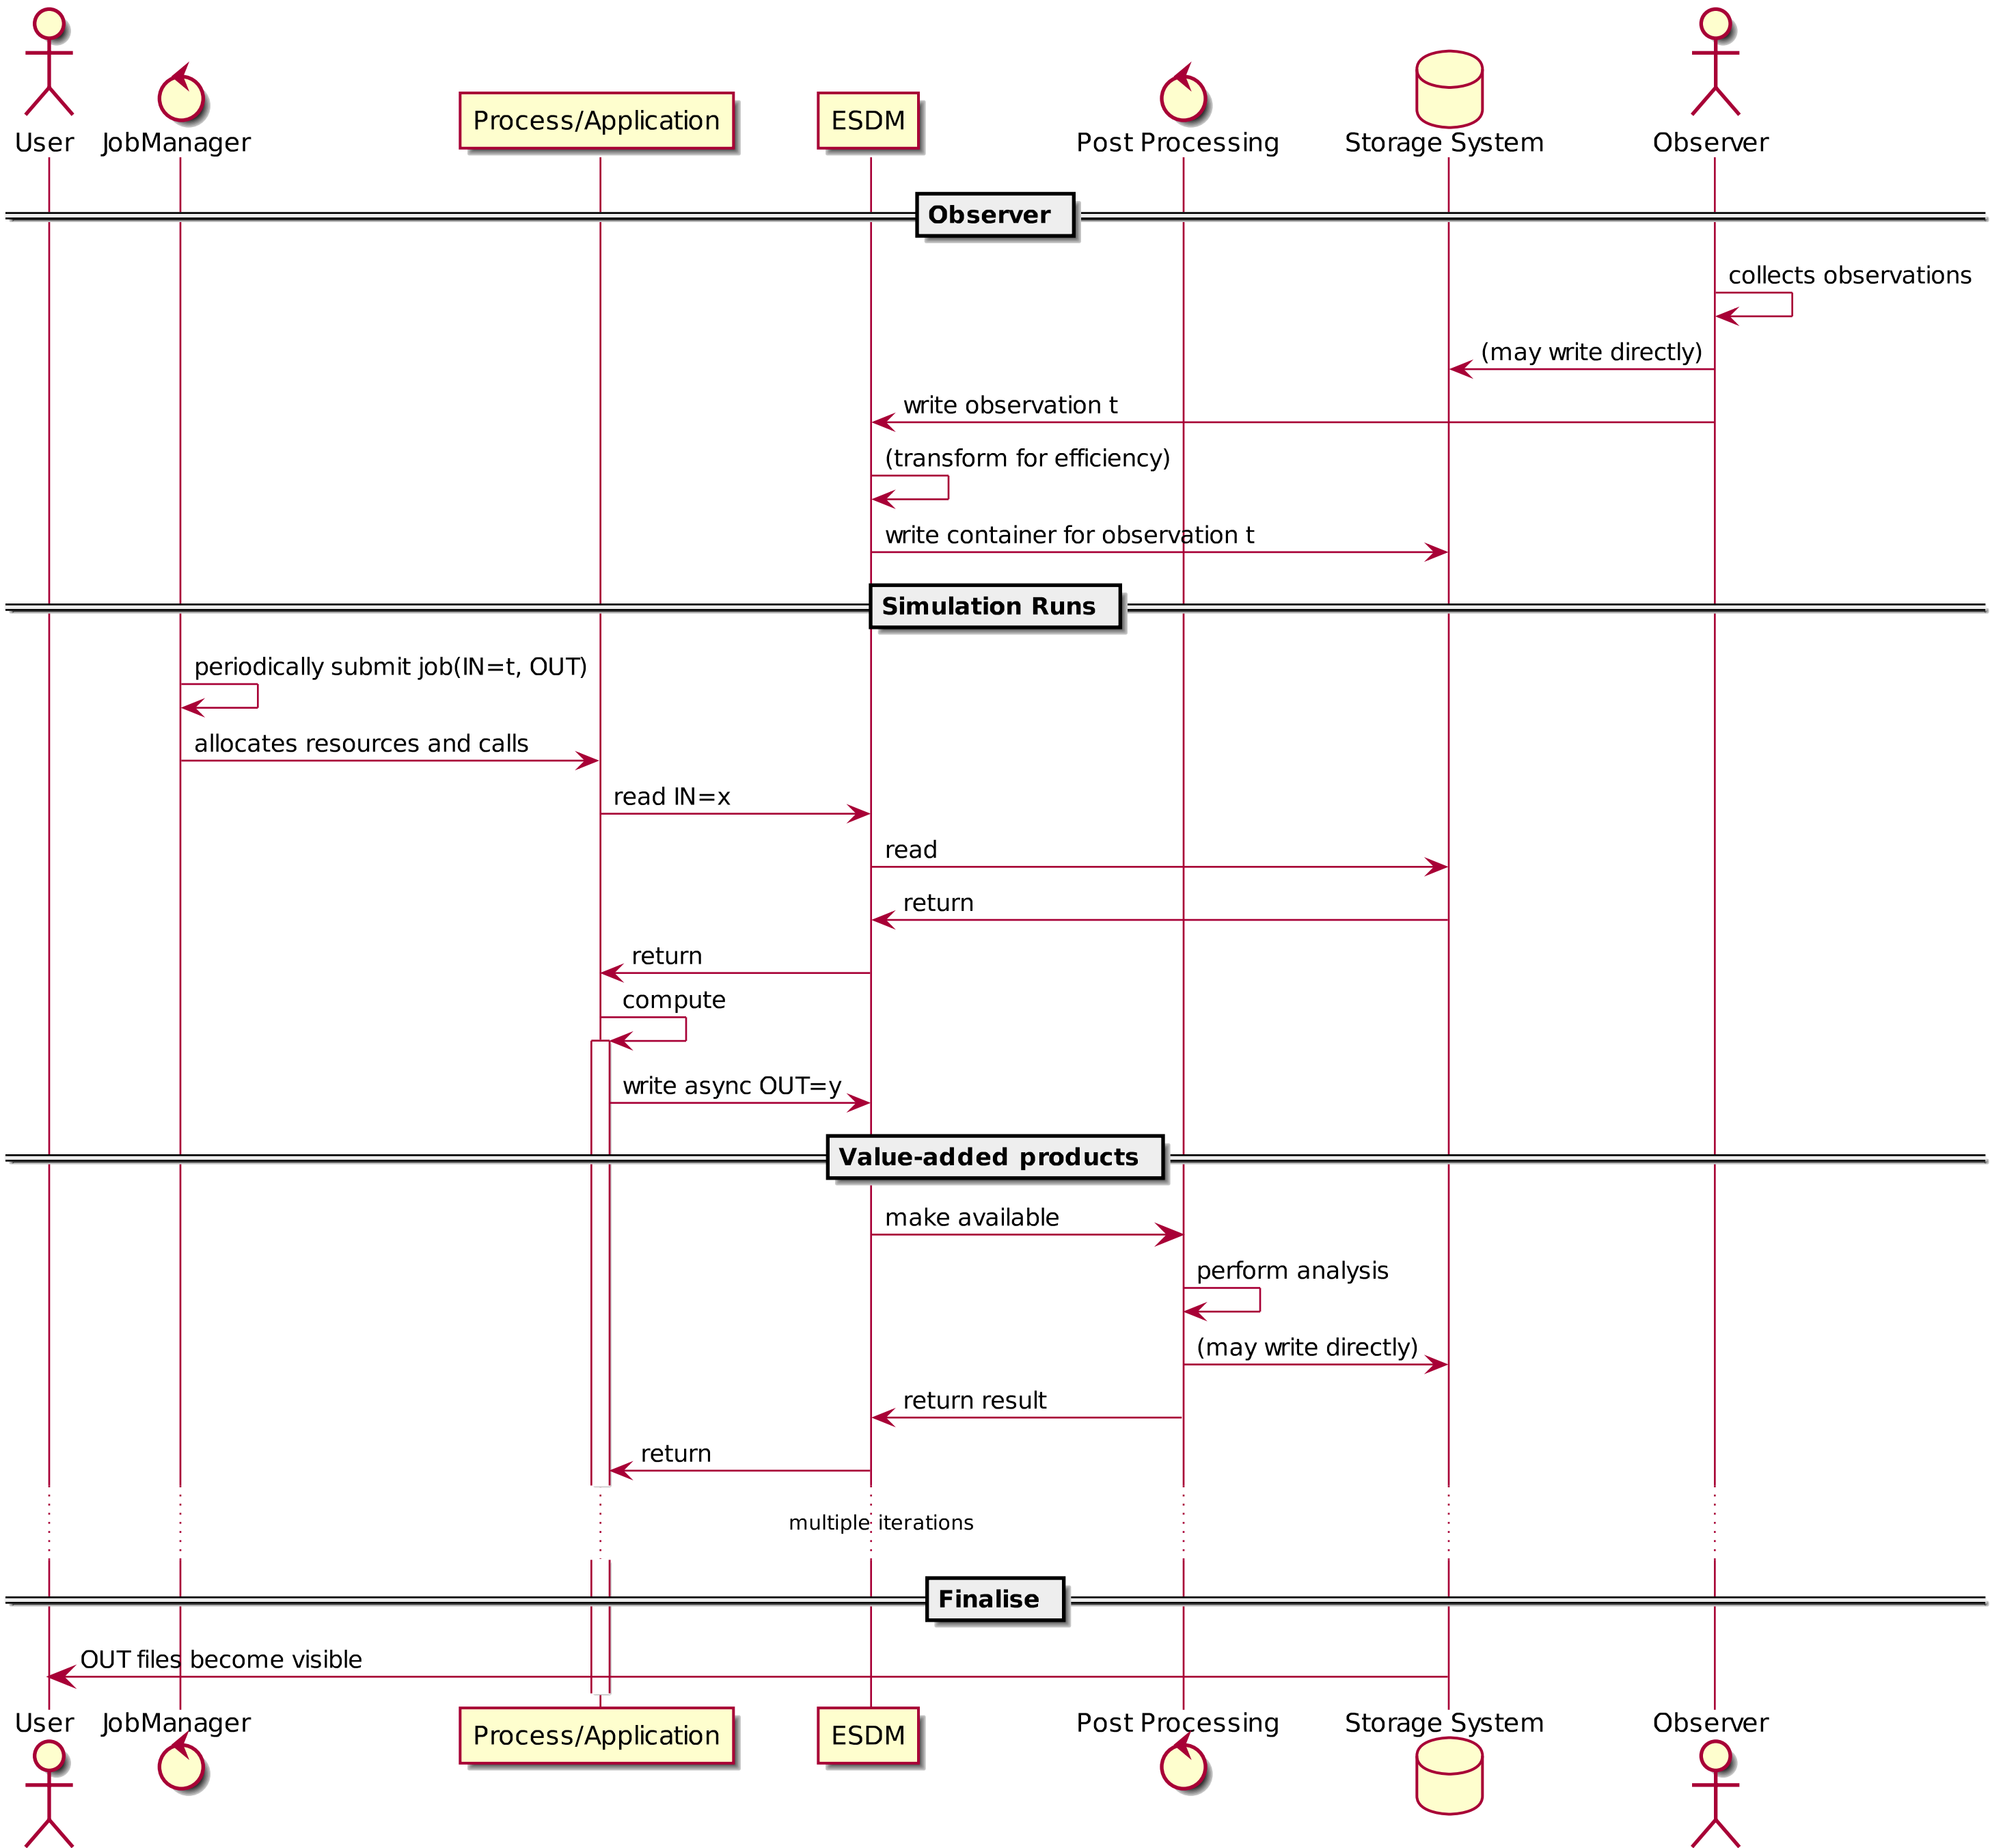 User
JobManager
Process/Application
ESDM
Post Processing
Storage System
Observer
Observer
collects observations
(may write directly)
write observation t
(transform for efficiency)
write container for observation t
Simulation Runs
periodically submit job(IN=t, OUT)
allocates resources and calls
read IN=x
read
return
return
compute
write async OUT=y
Value-added products
make available
perform analysis
(may write directly)
return result
return
multiple iterations
Finalise
OUT files become visible
User
JobManager
Process/Application
ESDM
Post Processing
Storage System
Observer